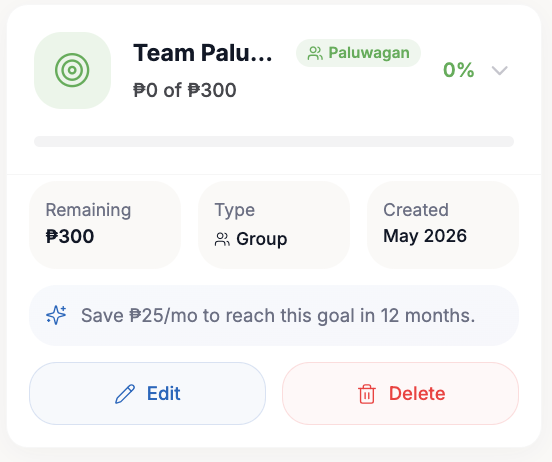 Team Palu...
Paluwagan
0%
₱0 of ₱300
Remaining
₱300
Type
Group
Created
May 2026
Save ₱25/mo to reach this goal in 12 months.
Edit
Delete